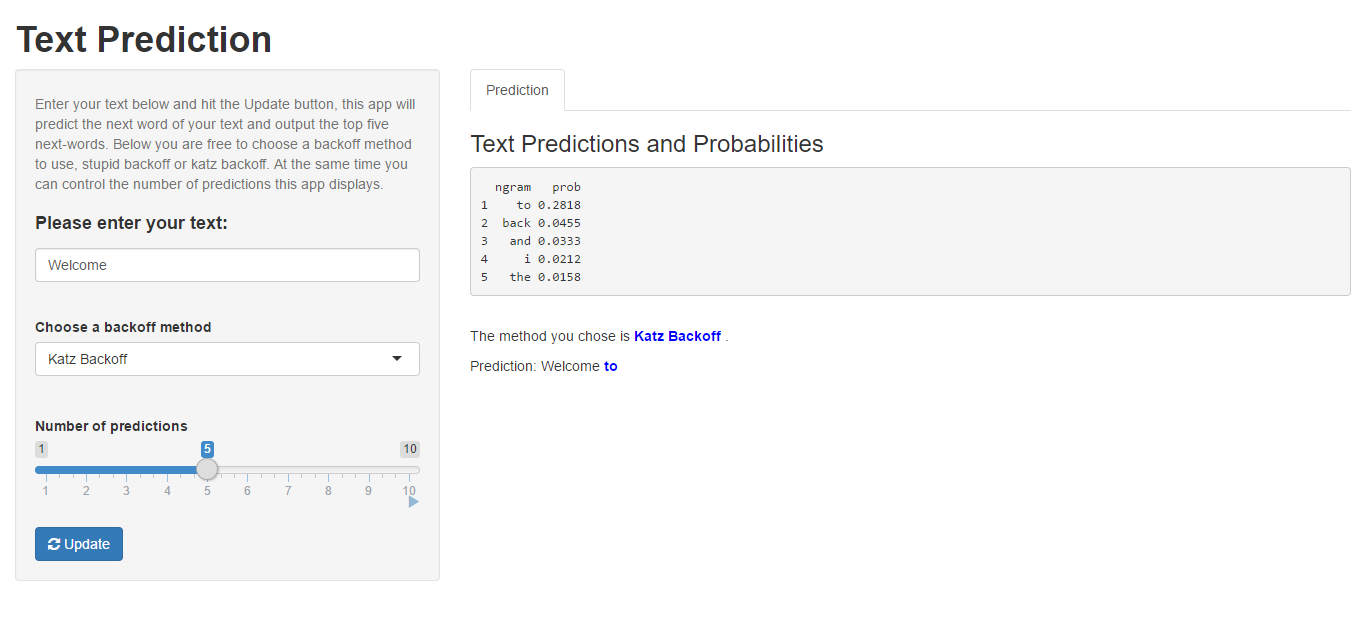 Text Prediction
Enter your text below and hit the Update button, this app will
predict the next word of your text and output the top five
next-words. Below you are free to choose a backoff method
to use, stupid backoff or katz backoff. At the same time you
can control the number of predictions this app displays.
Please enter your text:
Welcome
Choose a backoff method
Katz Backoff
Number of predictions
1 5 10
1 2 3 4 5 6 7 8 9 10
Update
Prediction
Text Predictions and Probabilities
ngram prob
1 to 0.2818
2 back 0.0455
3 and 0.0333
4 i 0.0212
5 the 0.0158
The method you chose is Katz Backoff .
Prediction: Welcome to